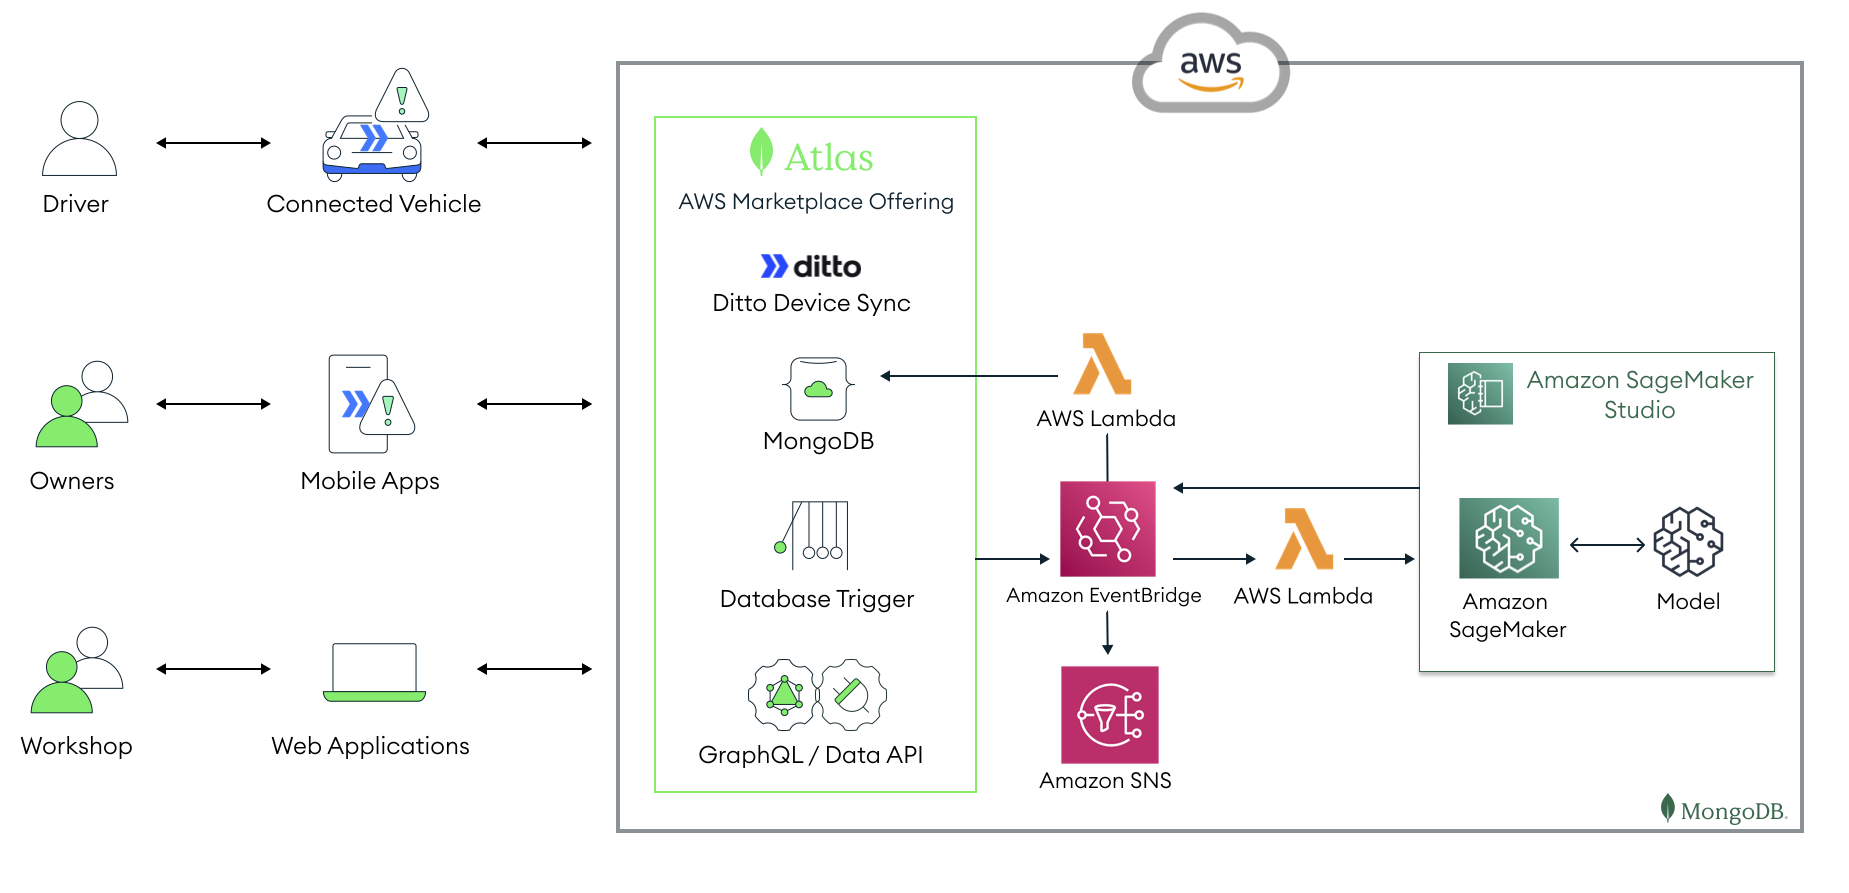 aws
Driver
Connected Vehicle
Atlas
AWS Marketplace Offering
ditto
Ditto Device Sync
Owners
Mobile Apps
MongoDB
AWS Lambda
Amazon SageMaker
Studio
Database Trigger
Amazon EventBridge
AWS Lambda
Amazon
SageMaker
Model
Workshop
Web Applications
GraphQL / Data API
Amazon SNS
MongoDB.